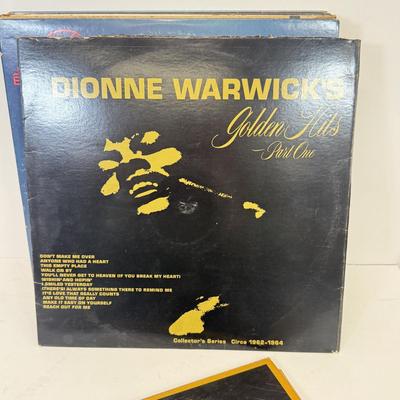 DIONNE WARWICK'S
Golden Hits
—Part One
DON'T MAKE ME OVER
ANYONE WHO HAD A HEART
THIS EMPTY PLACE
WALK ON BY
YOU'LL NEVER GET TO HEAVEN (IF YOU BREAK MY HEART)
WISHIN' AND HOPIN'
I SMILED YESTERDAY
(THERE'S) ALWAYS SOMETHING THERE TO REMIND ME
IT'S LOVE THAT REALLY COUNTS
ANY OLD TIME OF DAY
MAKE IT EASY ON YOURSELF
REACH OUT FOR ME
Collector's Series Circa 1962-1964